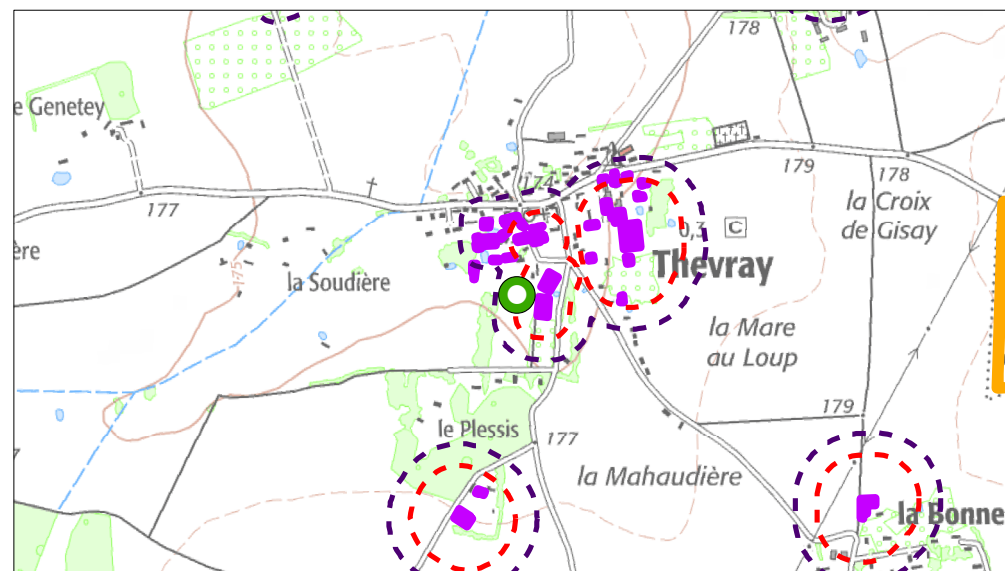 178
e Genetey
174
179
178
177
la Croix
de Gisay
0,3
C
ère
175
la Soudière
Thevray
la Mare
au Loup
179
le Plessis
177
la Mahaudière
la Bonne